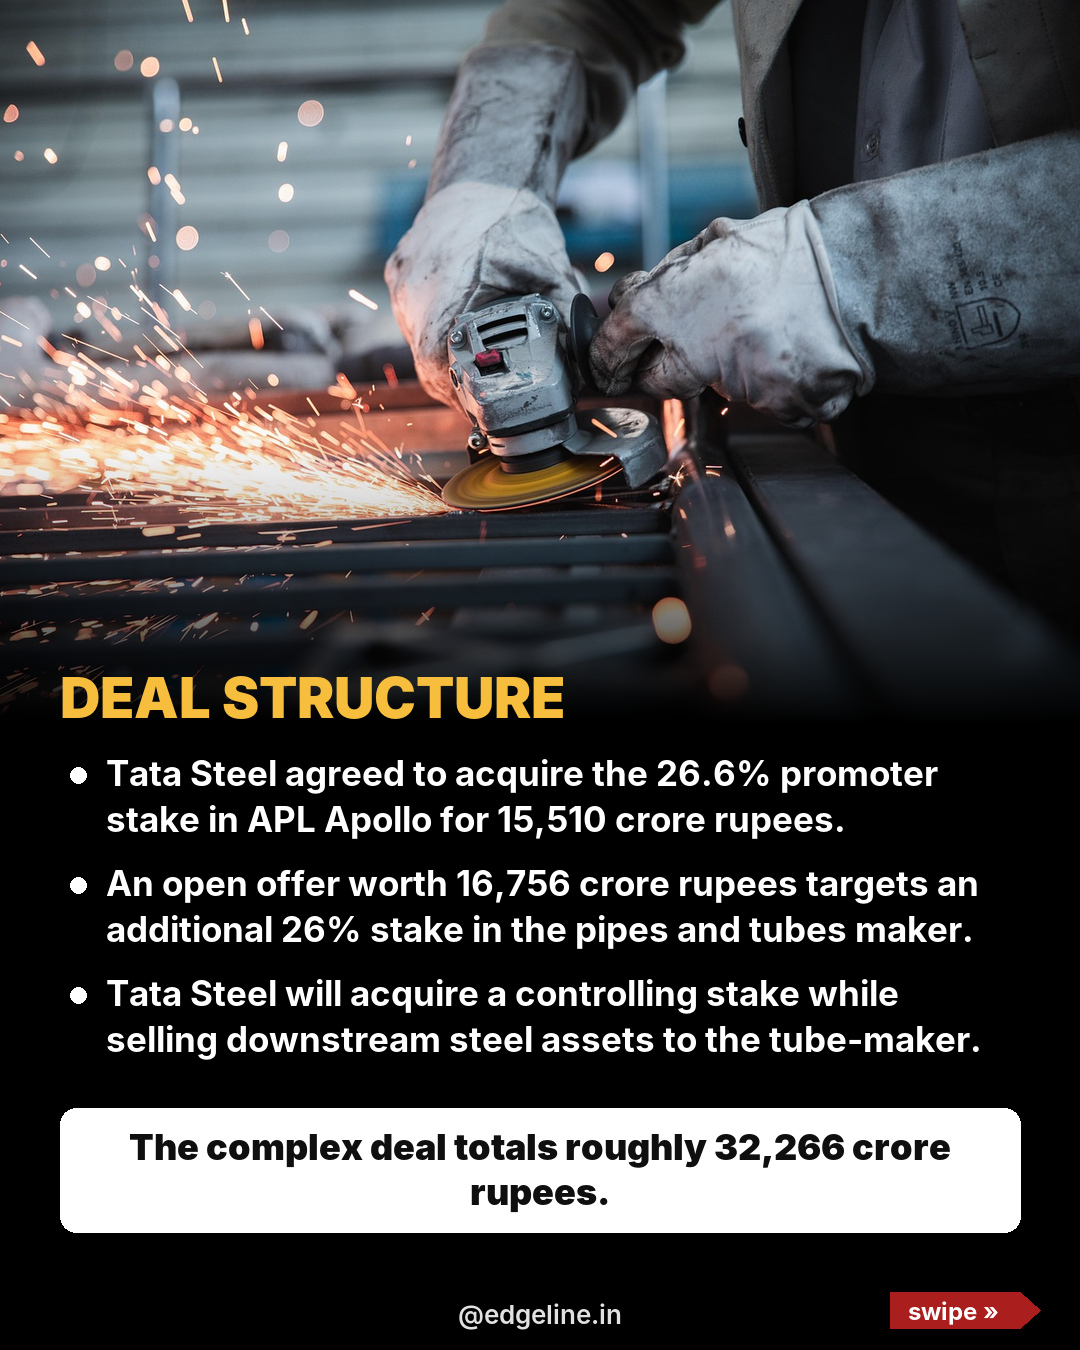 DEAL STRUCTURE
Tata Steel agreed to acquire the 26.6% promoter
stake in APL Apollo for 15,510 crore rupees.
An open offer worth 16,756 crore rupees targets an
additional 26% stake in the pipes and tubes maker.
Tata Steel will acquire a controlling stake while
selling downstream steel assets to the tube-maker.
The complex deal totals roughly 32,266 crore
rupees.
@edgeline.in
swipe »